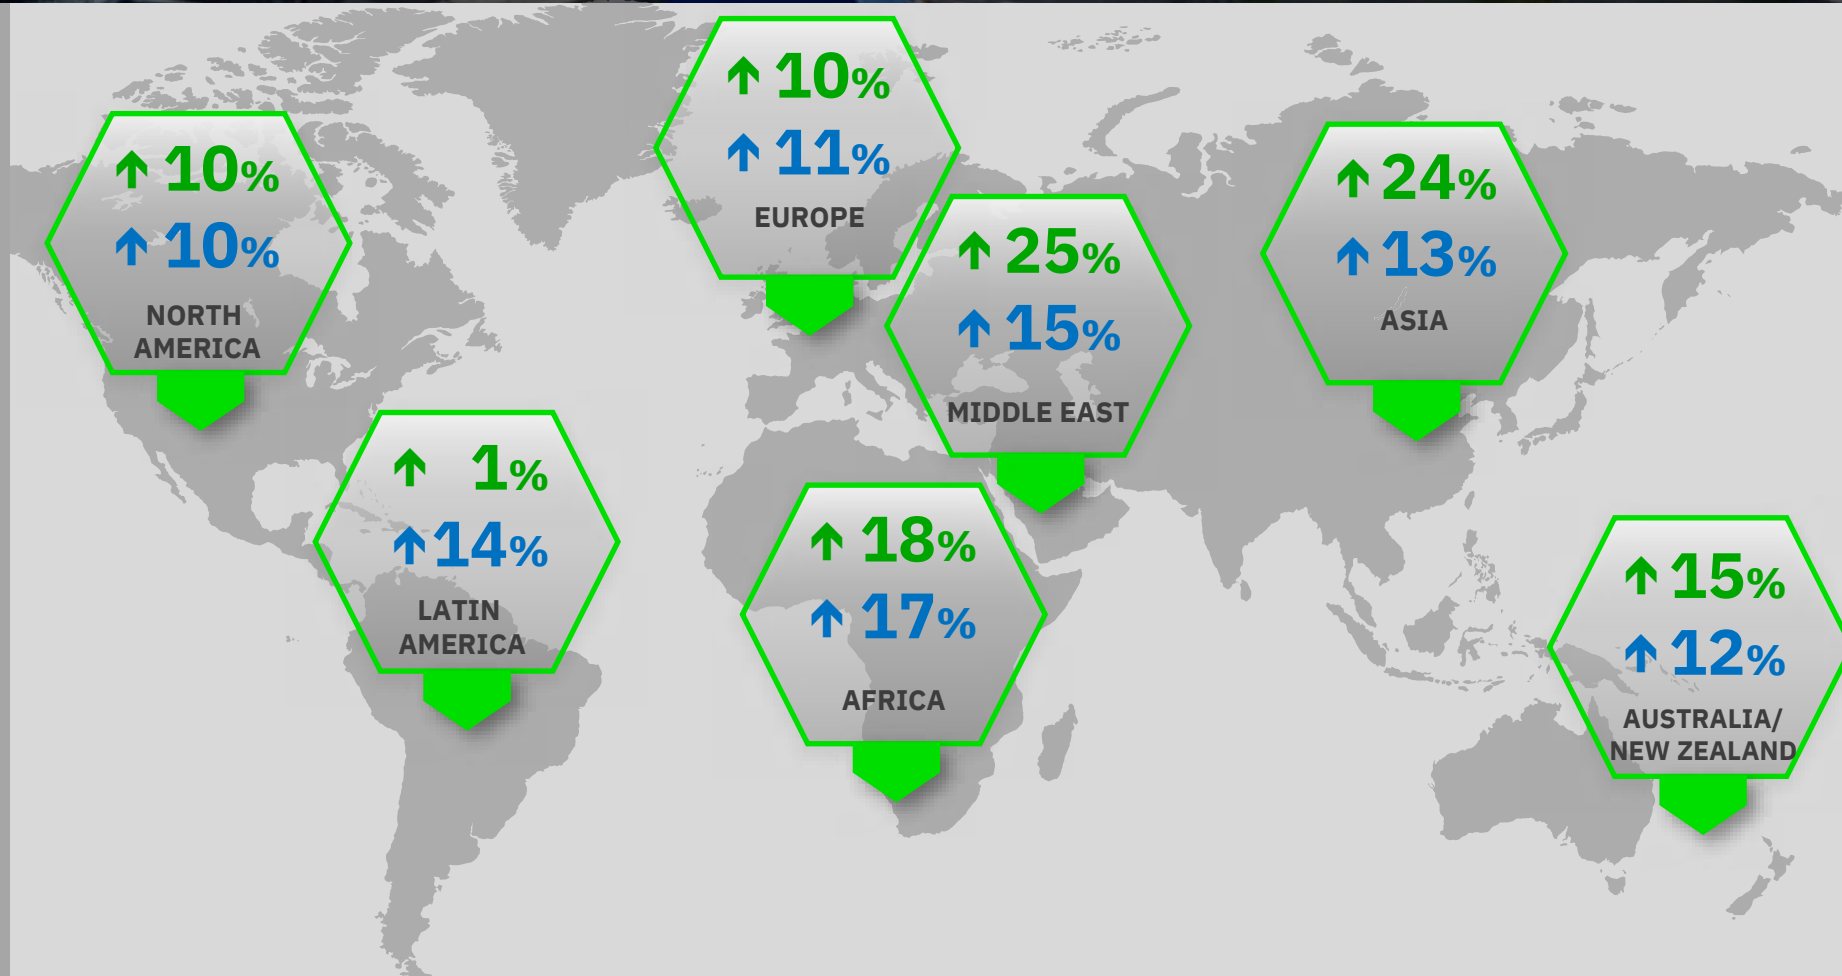 ↑ 10%
↑ 11%
EUROPE
↑ 10%
↑ 10%
NORTH
AMERICA
↑ 24%
↑ 13%
ASIA
↑ 25%
↑ 15%
MIDDLE EAST
↑ 1%
↑ 14%
LATIN
AMERICA
↑ 18%
↑ 17%
AFRICA
↑ 15%
↑ 12%
AUSTRALIA/
NEW ZEALAND